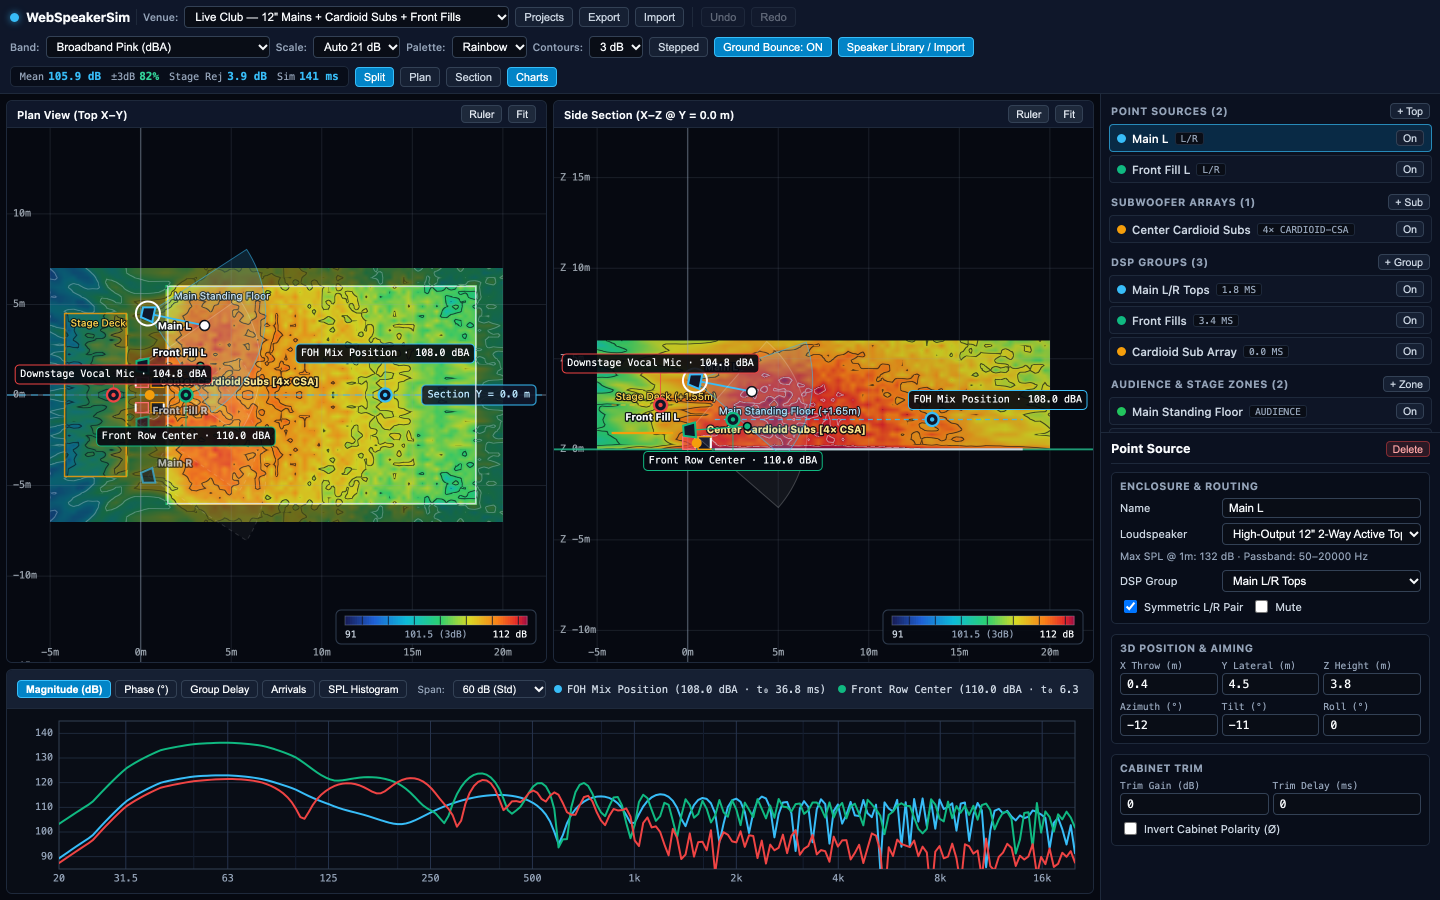 WebSpeakerSim Venue: Live Club — 12" Mains + Cardioid Subs + Front Fills Projects Export Import Undo Redo
Band: Broadband Pink (dBA) Scale: Auto 21 dB Palette: Rainbow Contours: 3 dB Stepped Ground Bounce: ON Speaker Library / Import
Mean 105.9 dB ±3dB 82% Stage Rej 3.9 dB Sim 141 ms Split Plan Section Charts
Plan View (Top X–Y) Ruler Fit
10m
5m
0m
−5m
−10m
Main Standing Floor
Stage Deck
Main L
Front Fill L
FOH Mix Position · 108.0 dBA
Downstage Vocal Mic · 104.8 dBA
Cardioid Subs [4× CSA]
Section Y = 0.0 m
Front Fill R
Front Row Center · 110.0 dBA
Main R
91 101.5 (3dB) 112 dB
−5m 0m 5m 10m 15m 20m
Side Section (X–Z @ Y = 0.0 m) Ruler Fit
Z 15m
Z 10m
Z 0m
Z −5m
Z −10m
Downstage Vocal Mic · 104.8 dBA
Stage Deck (+1.55m)
FOH Mix Position · 108.0 dBA
Main Standing Floor (+1.65m)
Front Fill L
Center Cardioid Subs [4× CSA]
Front Row Center · 110.0 dBA
91 101.5 (3dB) 112 dB
−5m 0m 5m 10m 15m 20m
Magnitude (dB) Phase (°) Group Delay Arrivals SPL Histogram Span: 60 dB (Std) FOH Mix Position (108.0 dBA · t₀ 36.8 ms) Front Row Center (110.0 dBA · t₀ 6.3
140
130
120
110
100
90
20 31.5 63 125 250 500 1k 2k 4k 8k 16k
POINT SOURCES (2) + Top
Main L L/R On
Front Fill L L/R On
SUBWOOFER ARRAYS (1) + Sub
Center Cardioid Subs 4× CARDIOID-CSA On
DSP GROUPS (3) + Group
Main L/R Tops 1.8 MS On
Front Fills 3.4 MS On
Cardioid Sub Array 0.0 MS On
AUDIENCE & STAGE ZONES (2) + Zone
Main Standing Floor AUDIENCE On
Point Source Delete
ENCLOSURE & ROUTING
Name Main L
Loudspeaker High-Output 12" 2-Way Active To
Max SPL @ 1m: 132 dB · Passband: 50–20000 Hz
DSP Group Main L/R Tops
Symmetric L/R Pair Mute
3D POSITION & AIMING
X Throw (m) Y Lateral (m) Z Height (m)
0.4 4.5 3.8
Azimuth (°) Tilt (°) Roll (°)
−12 −11 0
CABINET TRIM
Trim Gain (dB) Trim Delay (ms)
0 0
Invert Cabinet Polarity (Ø)